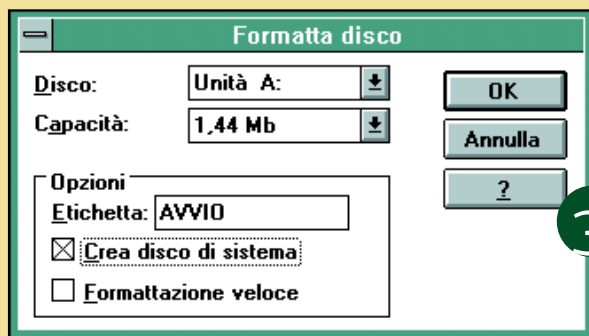 Formatta disco
Disco: Unità A:
Capacità: 1,44 Mb
OK
Annulla
?
Opzioni
Etichetta: AVVIO
Crea disco di sistema
Formattazione veloce